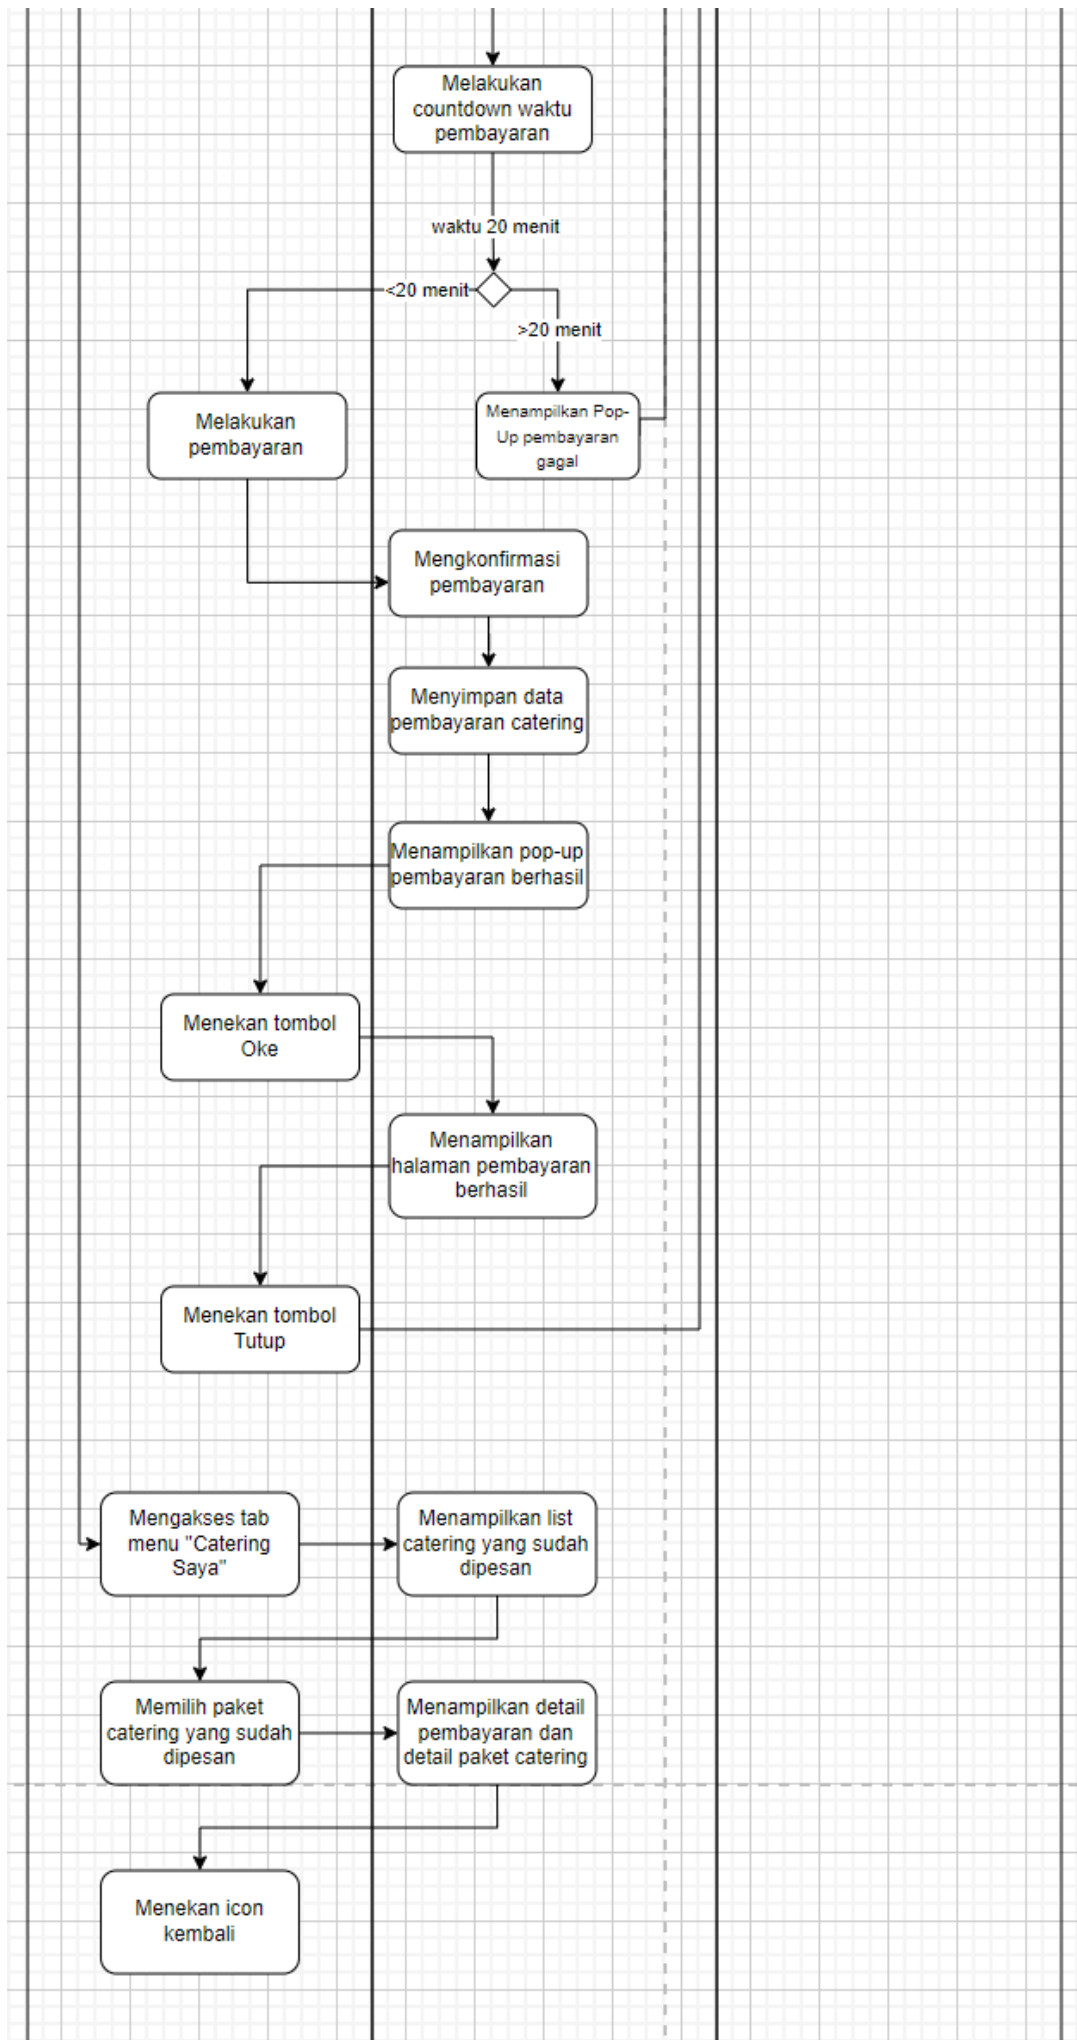 Melakukan
countdown waktu
pembayaran
waktu 20 menit
<20 menit
>20 menit
Melakukan
pembayaran
Menampilkan Pop-
Up pembayaran
gagal
Mengkonfirmasi
pembayaran
Menyimpan data
pembayaran catering
Menampilkan pop-up
pembayaran berhasil
Menekan tombol
Oke
Menampilkan
halaman pembayaran
berhasil
Menekan tombol
Tutup
Mengakses tab
menu "Catering
Saya"
Menampilkan list
catering yang sudah
dipesan
Memilih paket
catering yang sudah
dipesan
Menampilkan detail
pembayaran dan
detail paket catering
Menekan icon
kembali